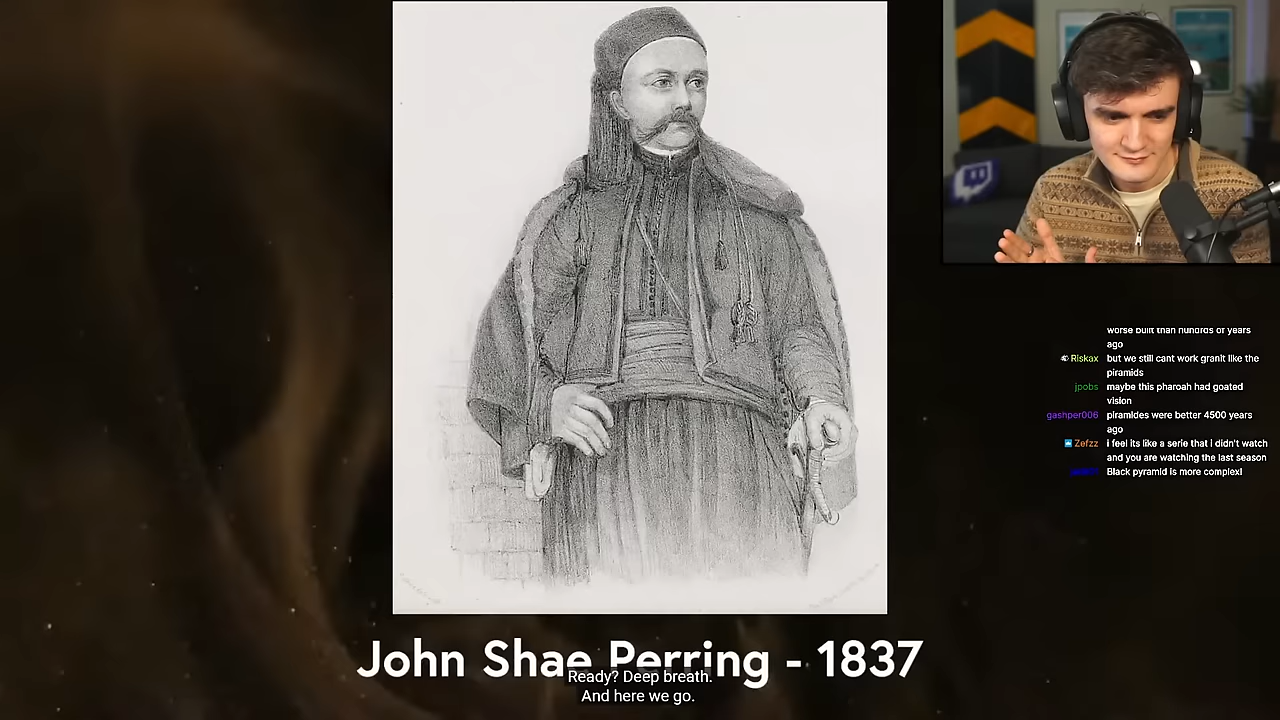 worse built than hundreds of years
ago
Riskax but we still cant work granit like the
piramids
jpobs maybe this pharoah had goated
vision
gashper006 piramides were better 4500 years
ago
Zefzz i feel its like a serie that i didn't watch
and you are watching the last season
Black pyramid is more complex!
John Shae Perring - 1837
Ready? Deep breath.
And here we go.